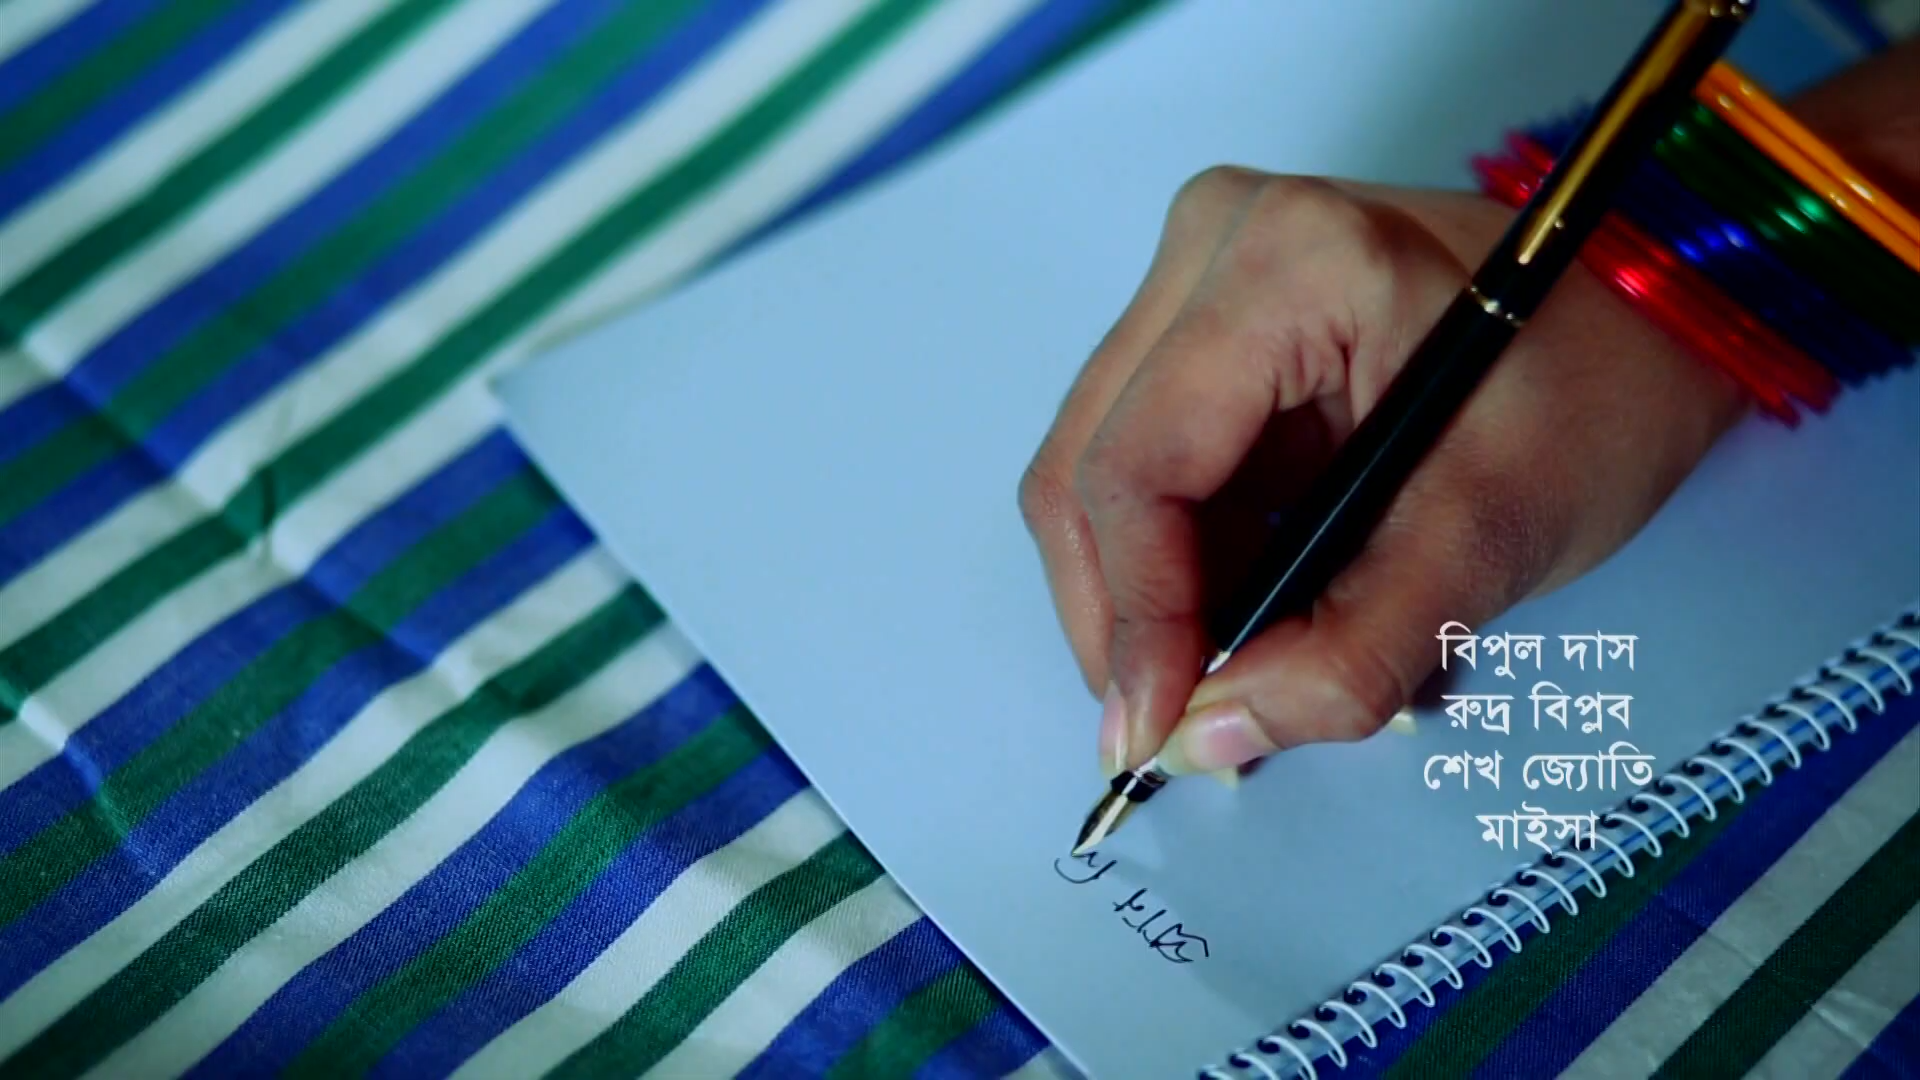 বিপুল দাস
রুদ্র বিপ্লব
শেখ জ্যোতি
মাইসা